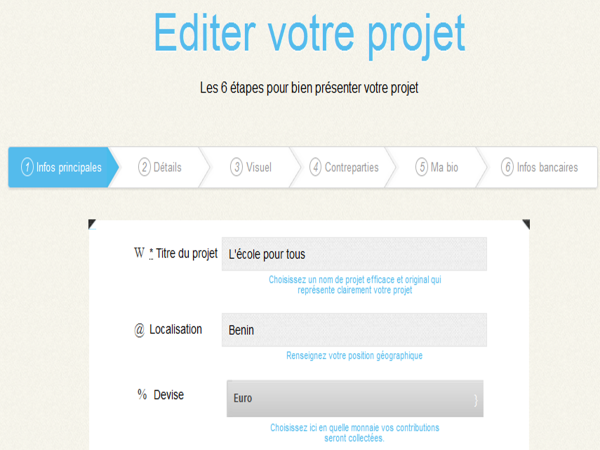 Editer votre projet
Les 6 étapes pour bien présenter votre projet
1 Infos principales 2 Détails 3 Visuel 4 Contreparties 5 Ma bio 6 Infos bancaires
W * Titre du projet L'école pour tous
Choisissez un nom de projet efficace et original qui
représente clairement votre projet
@ Localisation Benin
Renseignez votre position géographique
% Devise Euro
Choisissez ici en quelle monnaie vos contributions
seront collectées.